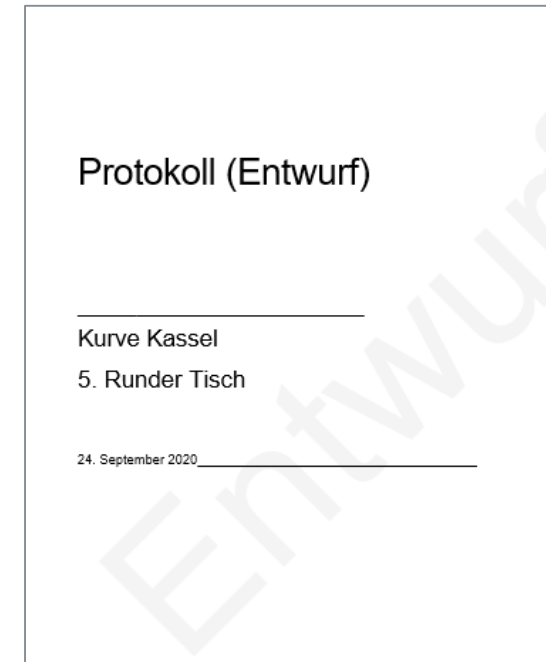 Protokoll (Entwurf)
Kurve Kassel
5. Runder Tisch
24. September 2020
Entwurf